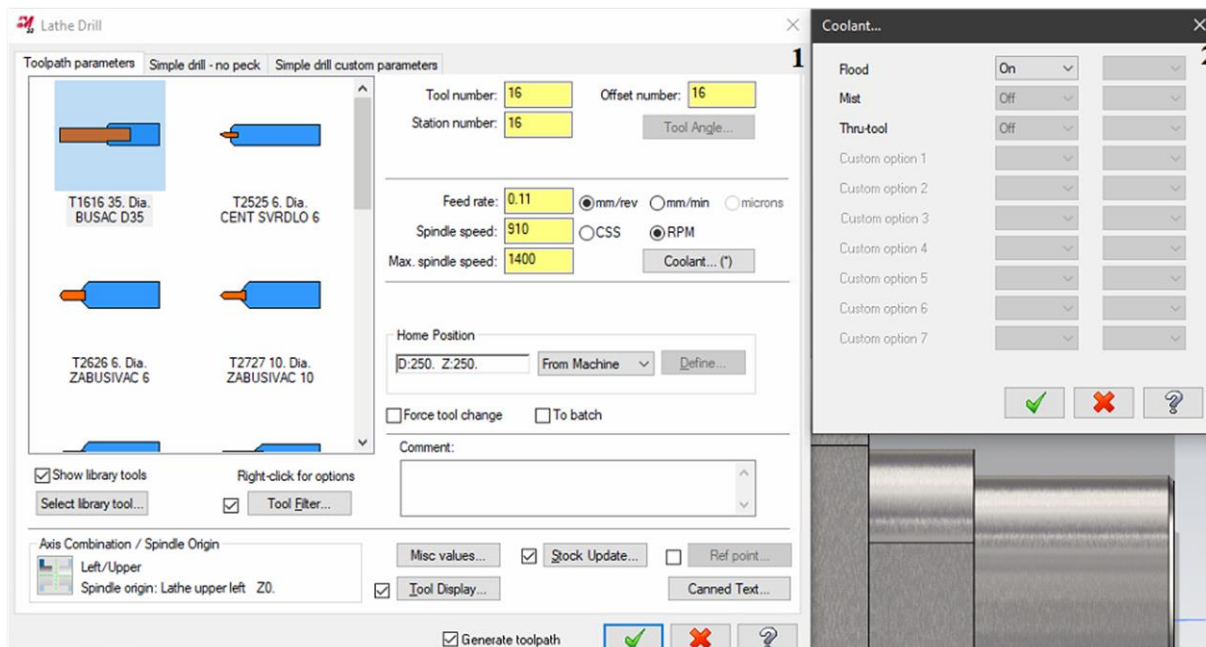 Lathe Drill
1
Toolpath parameters Simple drill - no peck Simple drill custom parameters
T1616 35. Dia.
BUSAC D35
T2525 6. Dia.
CENT SVRDLO 6
T2626 6. Dia.
ZABUSIVAC 6
T2727 10. Dia.
ZABUSIVAC 10
Show library tools Right-click for options
Select library tool... Tool Filter...
Tool number: 16 Offset number: 16
Station number: 16 Tool Angle...
Feed rate: 0.11 mm/rev mm/min microns
Spindle speed: 910 CSS RPM
Max. spindle speed: 1400 Coolant... (*)
Home Position
D:250. Z:250. From Machine Define...
Force tool change To batch
Comment:
Axis Combination / Spindle Origin
Left/Upper
Spindle origin: Lathe upper left Z0.
Misc values... Stock Update... Ref point...
Tool Display... Canned Text...
Generate toolpath
Coolant...
2
Flood On
Mist Off
Thru-tool Off
Custom option 1
Custom option 2
Custom option 3
Custom option 4
Custom option 5
Custom option 6
Custom option 7